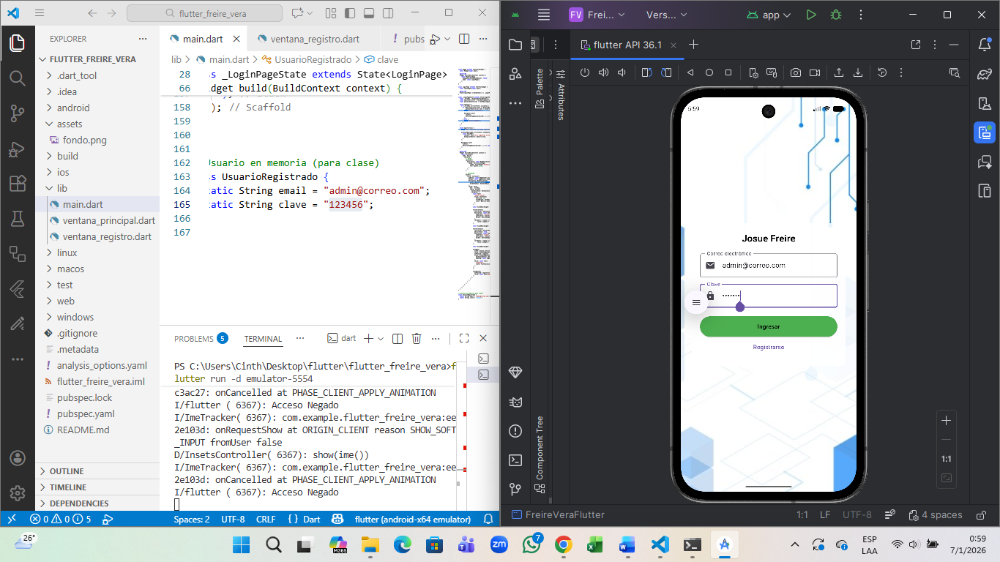 flutter_freire_vera
EXPLORER
FLUTTER_FREIRE_VERA
.dart_tool
.idea
android
assets
fondo.png
build
ios
lib
main.dart
ventana_principal.dart
ventana_registro.dart
linux
macos
test
web
windows
.gitignore
.metadata
analysis_options.yaml
flutter_freire_vera.iml
pubspec.lock
pubspec.yaml
README.md
OUTLINE
TIMELINE
DEPENDENCIES
main.dart
ventana_registro.dart
pubs
lib > main.dart > UsuarioRegistrado > clave
28 s _LoginPageState extends State<LoginPage>
66 dget build(BuildContext context) {
158 ); // Scaffold
159
160
161
162 Usuario en memoria (para clase)
163 s UsuarioRegistrado {
164 atic String email = "admin@correo.com";
165 atic String clave = "123456";
166
167
PROBLEMS 5 TERMINAL ··· dart
PS C:\Users\Cinth\Desktop\flutter\flutter_freire_vera>f
lutter run -d emulator-5554
c3ac27: onCancelled at PHASE_CLIENT_APPLY_ANIMATION
I/flutter ( 6367): Acceso Negado
I/ImeTracker( 6367): com.example.flutter_freire_vera:ee
2e103d: onRequestShow at ORIGIN_CLIENT reason SHOW_SOFT
_INPUT fromUser false
D/InsetsController( 6367): show(ime())
I/ImeTracker( 6367): com.example.flutter_freire_vera:ee
2e103d: onCancelled at PHASE_CLIENT_APPLY_ANIMATION
I/flutter ( 6367): Acceso Negado
0 0 5 Spaces: 2 UTF-8 CRLF { } Dart flutter (android-x64 emulator)
FV Frei... Vers... app
flutter API 36.1
Palette
Attributes
Component Tree
5:59
Josue Freire
Correo electrónico
admin@correo.com
Clave
Ingresar
Registrarse
1:1
FreireVeraFlutter 1:1 LF UTF-8 4 spaces
26°
M365
zm
7
ESP
LAA
0:59
7/1/2026